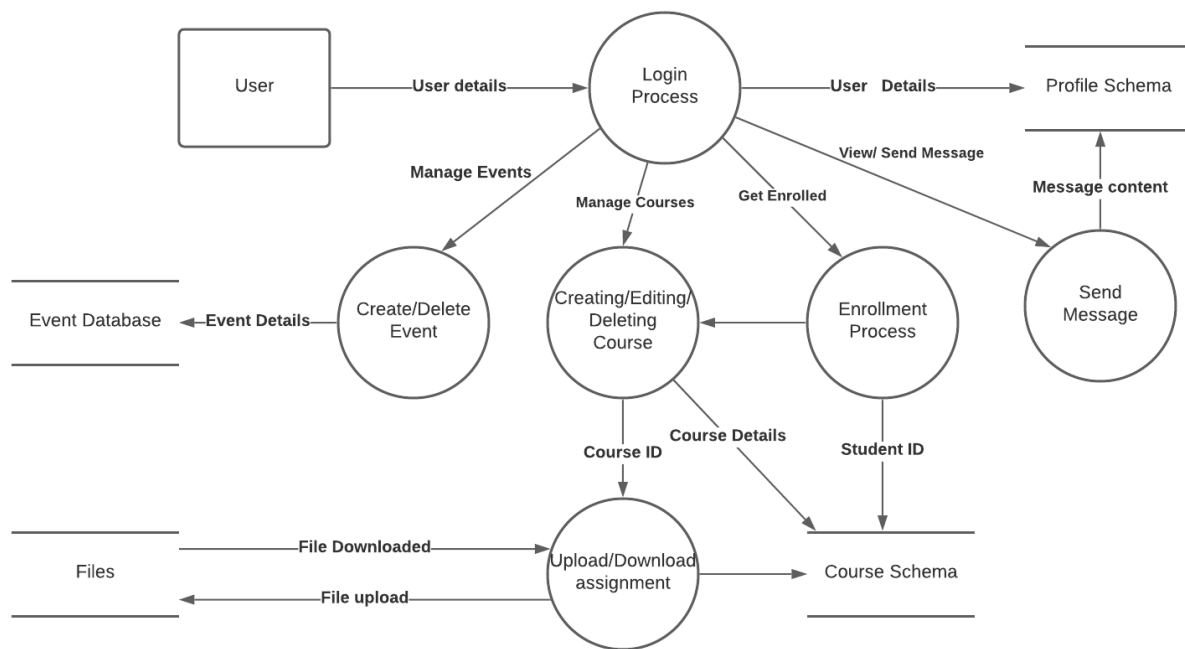 User
User details
Login
Process
User Details
Profile Schema
Manage Events
Manage Courses
Get Enrolled
View/ Send Message
Message content
Event Database
Event Details
Create/Delete
Event
Creating/Editing/
Deleting
Course
Enrollment
Process
Send
Message
Course ID
Course Details
Student ID
Files
File Downloaded
File upload
Upload/Download
assignment
Course Schema